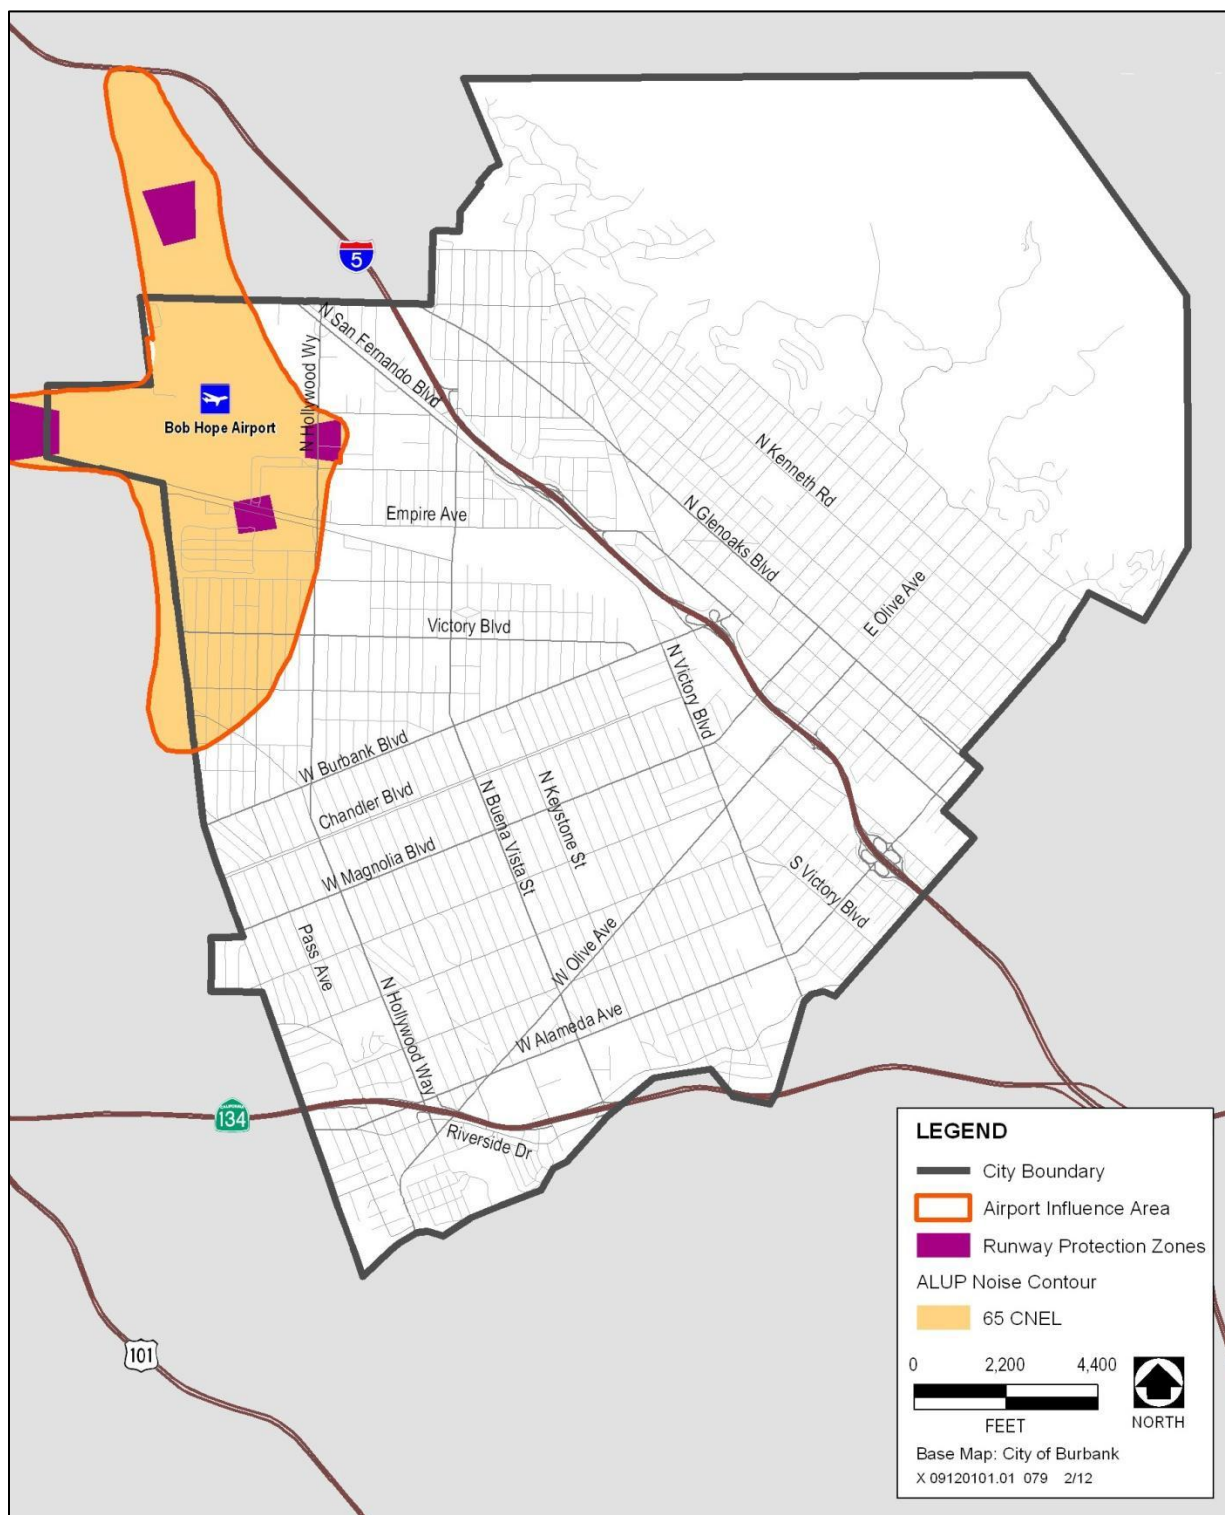 5
N San Fernando Blvd
N Hollywood Wy
Bob Hope Airport
N Kenneth Rd
N Glenoaks Blvd
Empire Ave
E Olive Ave
Victory Blvd
N Victory Blvd
W Burbank Blvd
Chandler Blvd
N Keystone St
N Buena Vista St
W Magnolia Blvd
S Victory Blvd
Pass Ave
W Olive Ave
N Hollywood Way
W Alameda Ave
CALIFORNIA
134
Riverside Dr
101
LEGEND
City Boundary
Airport Influence Area
Runway Protection Zones
ALUP Noise Contour
65 CNEL
0 2,200 4,400
FEET
NORTH
Base Map: City of Burbank
X 09120101.01 079 2/12